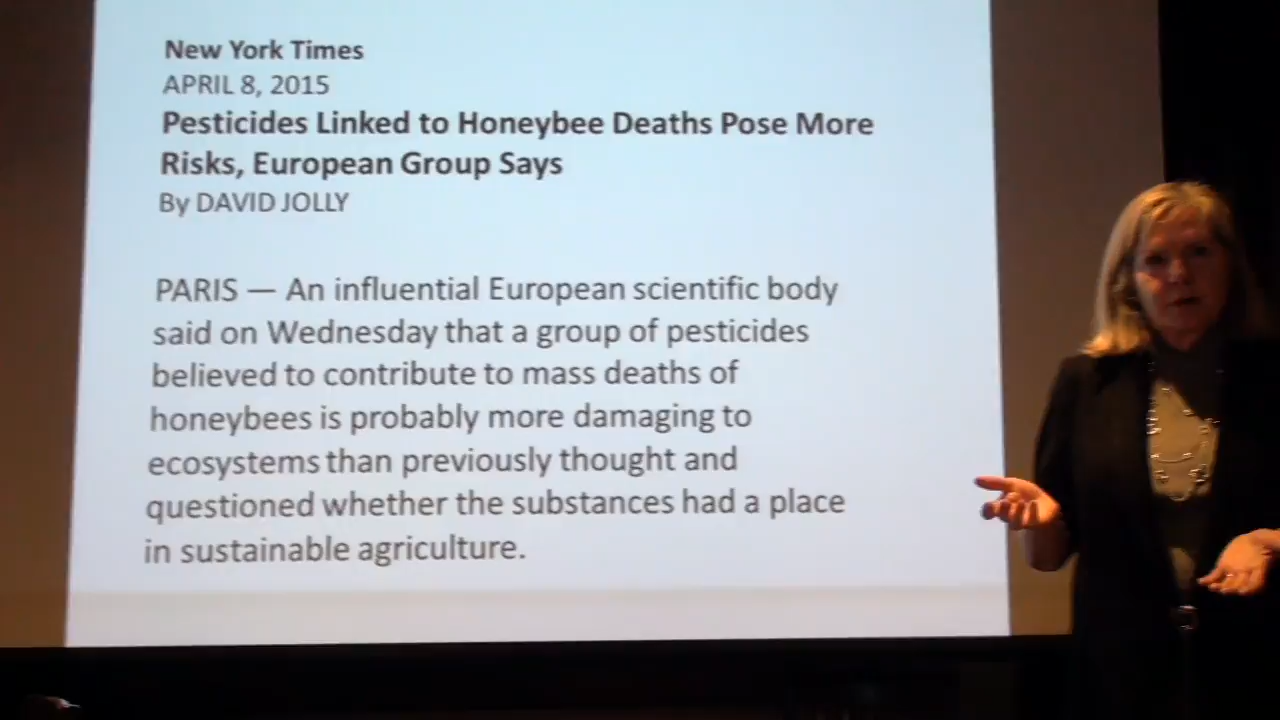 New York Times
APRIL 8, 2015
Pesticides Linked to Honeybee Deaths Pose More
Risks, European Group Says
By DAVID JOLLY
PARIS — An influential European scientific body
said on Wednesday that a group of pesticides
believed to contribute to mass deaths of
honeybees is probably more damaging to
ecosystems than previously thought and
questioned whether the substances had a place
in sustainable agriculture.